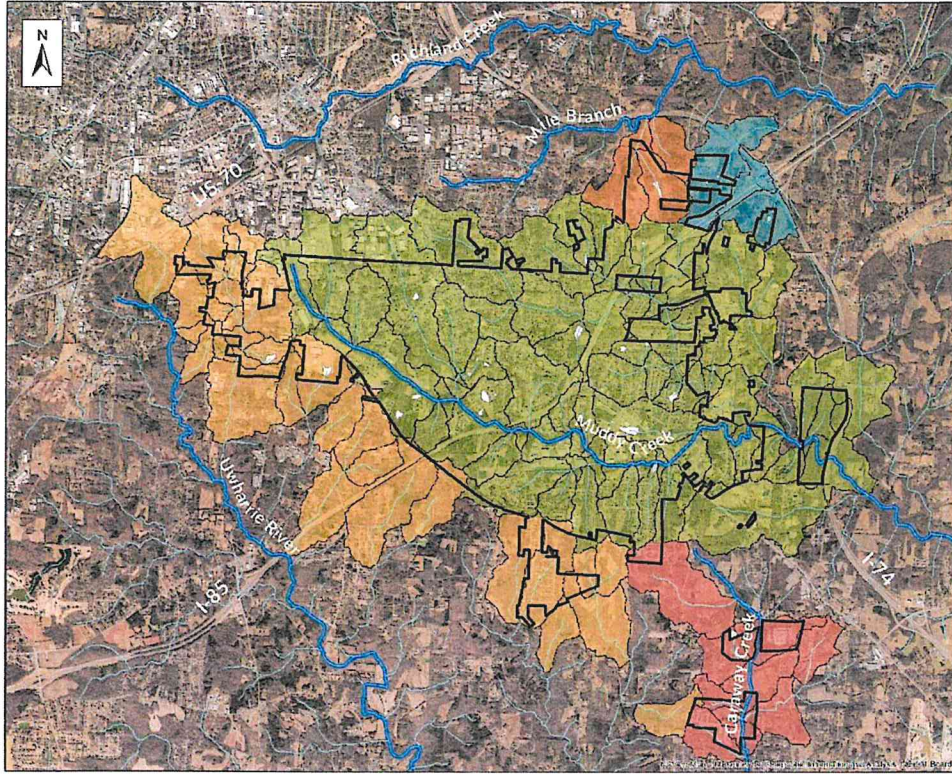 N
Richland Creek
Mile Branch
US-70
Muddy Creek
Uwharrie River
I-85
I-74
Caraway Creek